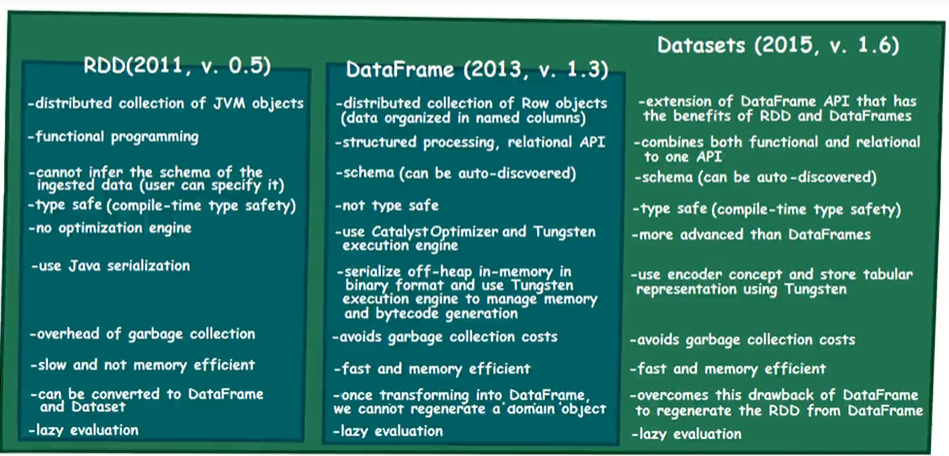 RDD(2011, v. 0.5)
-distributed collection of JVM objects
-functional programming
-cannot infer the schema of the
ingested data (user can specify it)
-type safe (compile-time type safety)
-no optimization engine
-use Java serialization
-overhead of garbage collection
-slow and not memory efficient
-can be converted to DataFrame
and Dataset
-lazy evaluation
DataFrame (2013, v. 1.3)
-distributed collection of Row objects
(data organized in named columns)
-structured processing, relational API
-schema (can be auto-discvoered)
-not type safe
-use Catalyst Optimizer and Tungsten
execution engine
-serialize off-heap in-memory in
binary format and use Tungsten
execution engine to manage memory
and bytecode generation
-avoids garbage collection costs
-fast and memory efficient
-once transforming into DataFrame,
we cannot regenerate a domain object
-lazy evaluation
Datasets (2015, v. 1.6)
-extension of DataFrame API that has
the benefits of RDD and DataFrames
-combines both functional and relational
to one API
-schema (can be auto-discovered)
-type safe (compile-time type safety)
-more advanced than DataFrames
-use encoder concept and store tabular
representation using Tungsten
-avoids garbage collection costs
-fast and memory efficient
-overcomes this drawback of DataFrame
to regenerate the RDD from DataFrame
-lazy evaluation